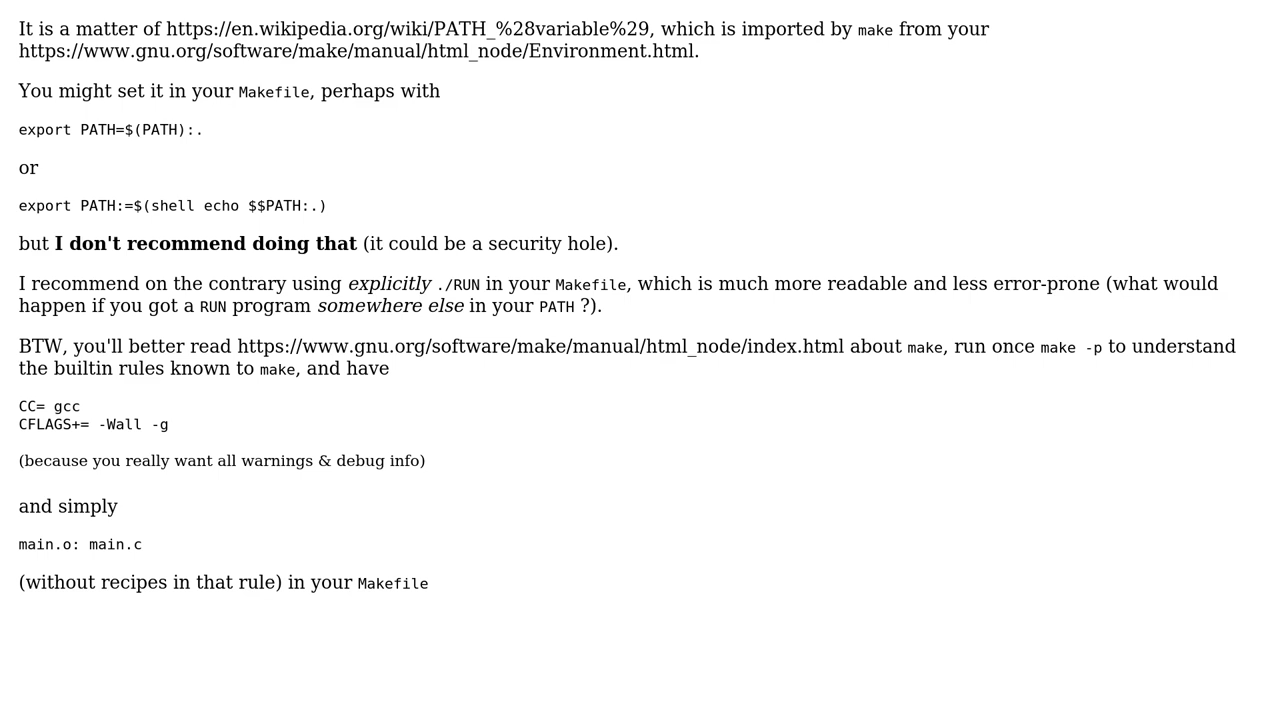 It is a matter of https://en.wikipedia.org/wiki/PATH_%28variable%29, which is imported by make from your
https://www.gnu.org/software/make/manual/html_node/Environment.html.
You might set it in your Makefile, perhaps with
export PATH=$(PATH):.
or
export PATH:=$(shell echo $$PATH:.)
but I don't recommend doing that (it could be a security hole).
I recommend on the contrary using explicitly ./RUN in your Makefile, which is much more readable and less error-prone (what would
happen if you got a RUN program somewhere else in your PATH ?).
BTW, you'll better read https://www.gnu.org/software/make/manual/html_node/index.html about make, run once make -p to understand
the builtin rules known to make, and have
CC= gcc
CFLAGS+= -Wall -g
(because you really want all warnings & debug info)
and simply
main.o: main.c
(without recipes in that rule) in your Makefile